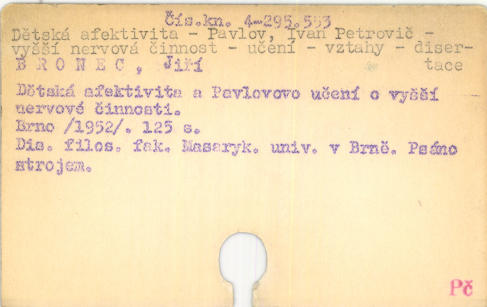 Čís.kn. 4-295.553
Dětská afektivita - Pavlov, Ivan Petrovič -
vyšší nervová činnost - učení - vztahy - diser-
tace
B R O N E C , Jiří
Dětská afektivita a Pavlovovo učení o vyšší
nervové činnosti.
Brno /1952/. 125 s.
Dis. filos. fak. Masaryk. univ. v Brně. Psáno
strojem.
Pč